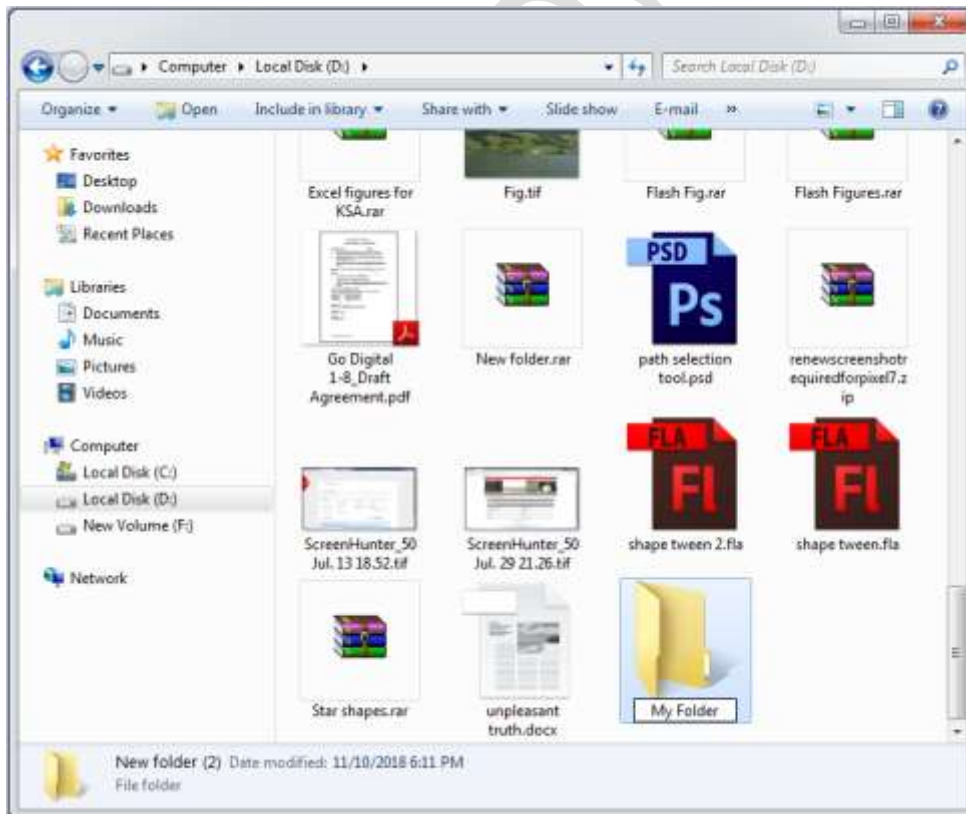 Computer ▸ Local Disk (D:) ▸
Search Local Disk (D:)
Organize Open Include in library Share with Slide show E-mail »
Favorites
Desktop
Downloads
Recent Places
Libraries
Documents
Music
Pictures
Videos
Computer
Local Disk (C:)
Local Disk (D:)
New Volume (F:)
Network
Excel figures for
KSA.rar
Fig.tif
Flash Fig.rar
Flash Figures.rar
Go Digital
1-8_Draft
Agreement.pdf
New folder.rar
PSD
Ps
path selection
tool.psd
renewscreenshotr
equiredforpixel7.z
ip
ScreenHunter_50
Jul. 13 18.52.tif
ScreenHunter_50
Jul. 29 21.26.tif
FLA
Fl
shape tween 2.fla
FLA
Fl
shape tween.fla
Star shapes.rar
unpleasant
truth.docx
My Folder
New folder (2) Date modified: 11/10/2018 6:11 PM
File folder